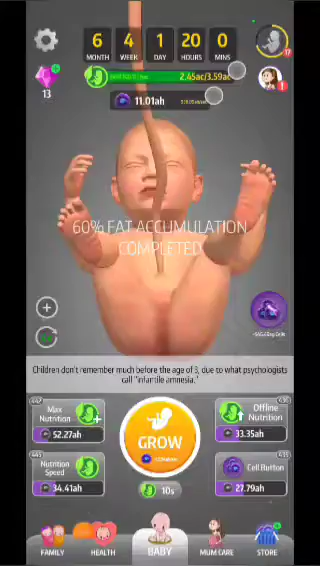 6 4 1 20 0
MONTH WEEK DAY HOURS MINS
2.45ac/3.59ac
17
13
11.01ah
1
60% FAT ACCUMULATION
COMPLETED
Children don't remember much before the age of 3, due to what psychologists
call "infantile amnesia."
Max
Nutrition
52.27ah
GROW
Offline
Nutrition
33.35ah
Nutrition
Speed
34.41ah
10s
Cell Button
27.79ah
FAMILY
HEALTH
BABY
MUM CARE
STORE